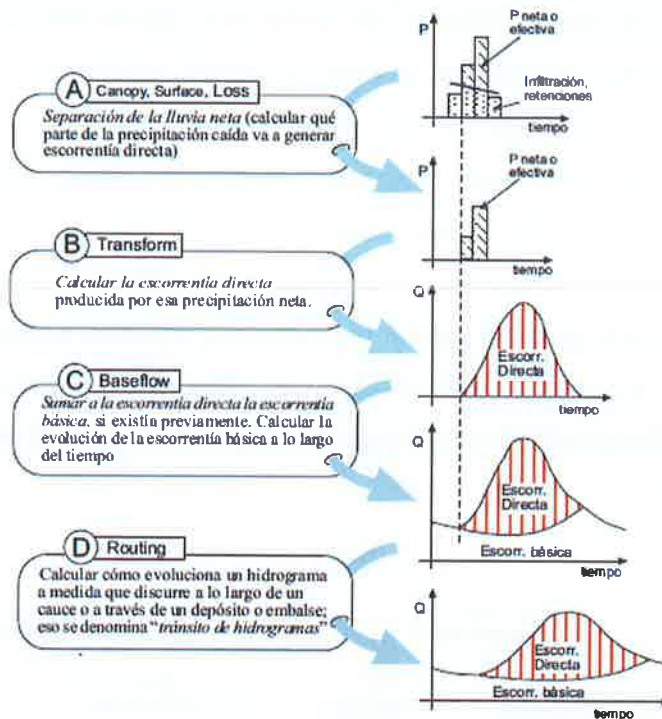 A Canopy, Surface, Loss
Separación de la lluvia neta (calcular qué
parte de la precipitación caída va a generar
escorrentía directa)
P
P neta o
efectiva
Infiltración,
retenciones
tiempo
P
P neta o
efectiva
tiempo
B Transform
Calcular la escorrentía directa
producida por esa precipitación neta.
Q
Escorr.
Directa
tiempo
C Baseflow
Sumar a la escorrentía directa la escorrentía
básica, si existía previamente. Calcular la
evolución de la escorrentía básica a lo largo
del tiempo
Q
Escorr.
Directa
Escorr. básica
tiempo
D Routing
Calcular cómo evoluciona un hidrograma
a medida que discurre a lo largo de un
cauce o a través de un depósito o embalse;
eso se denomina "tránsito de hidrogramas"
Q
Escorr.
Directa
Escorr. básica
tiempo